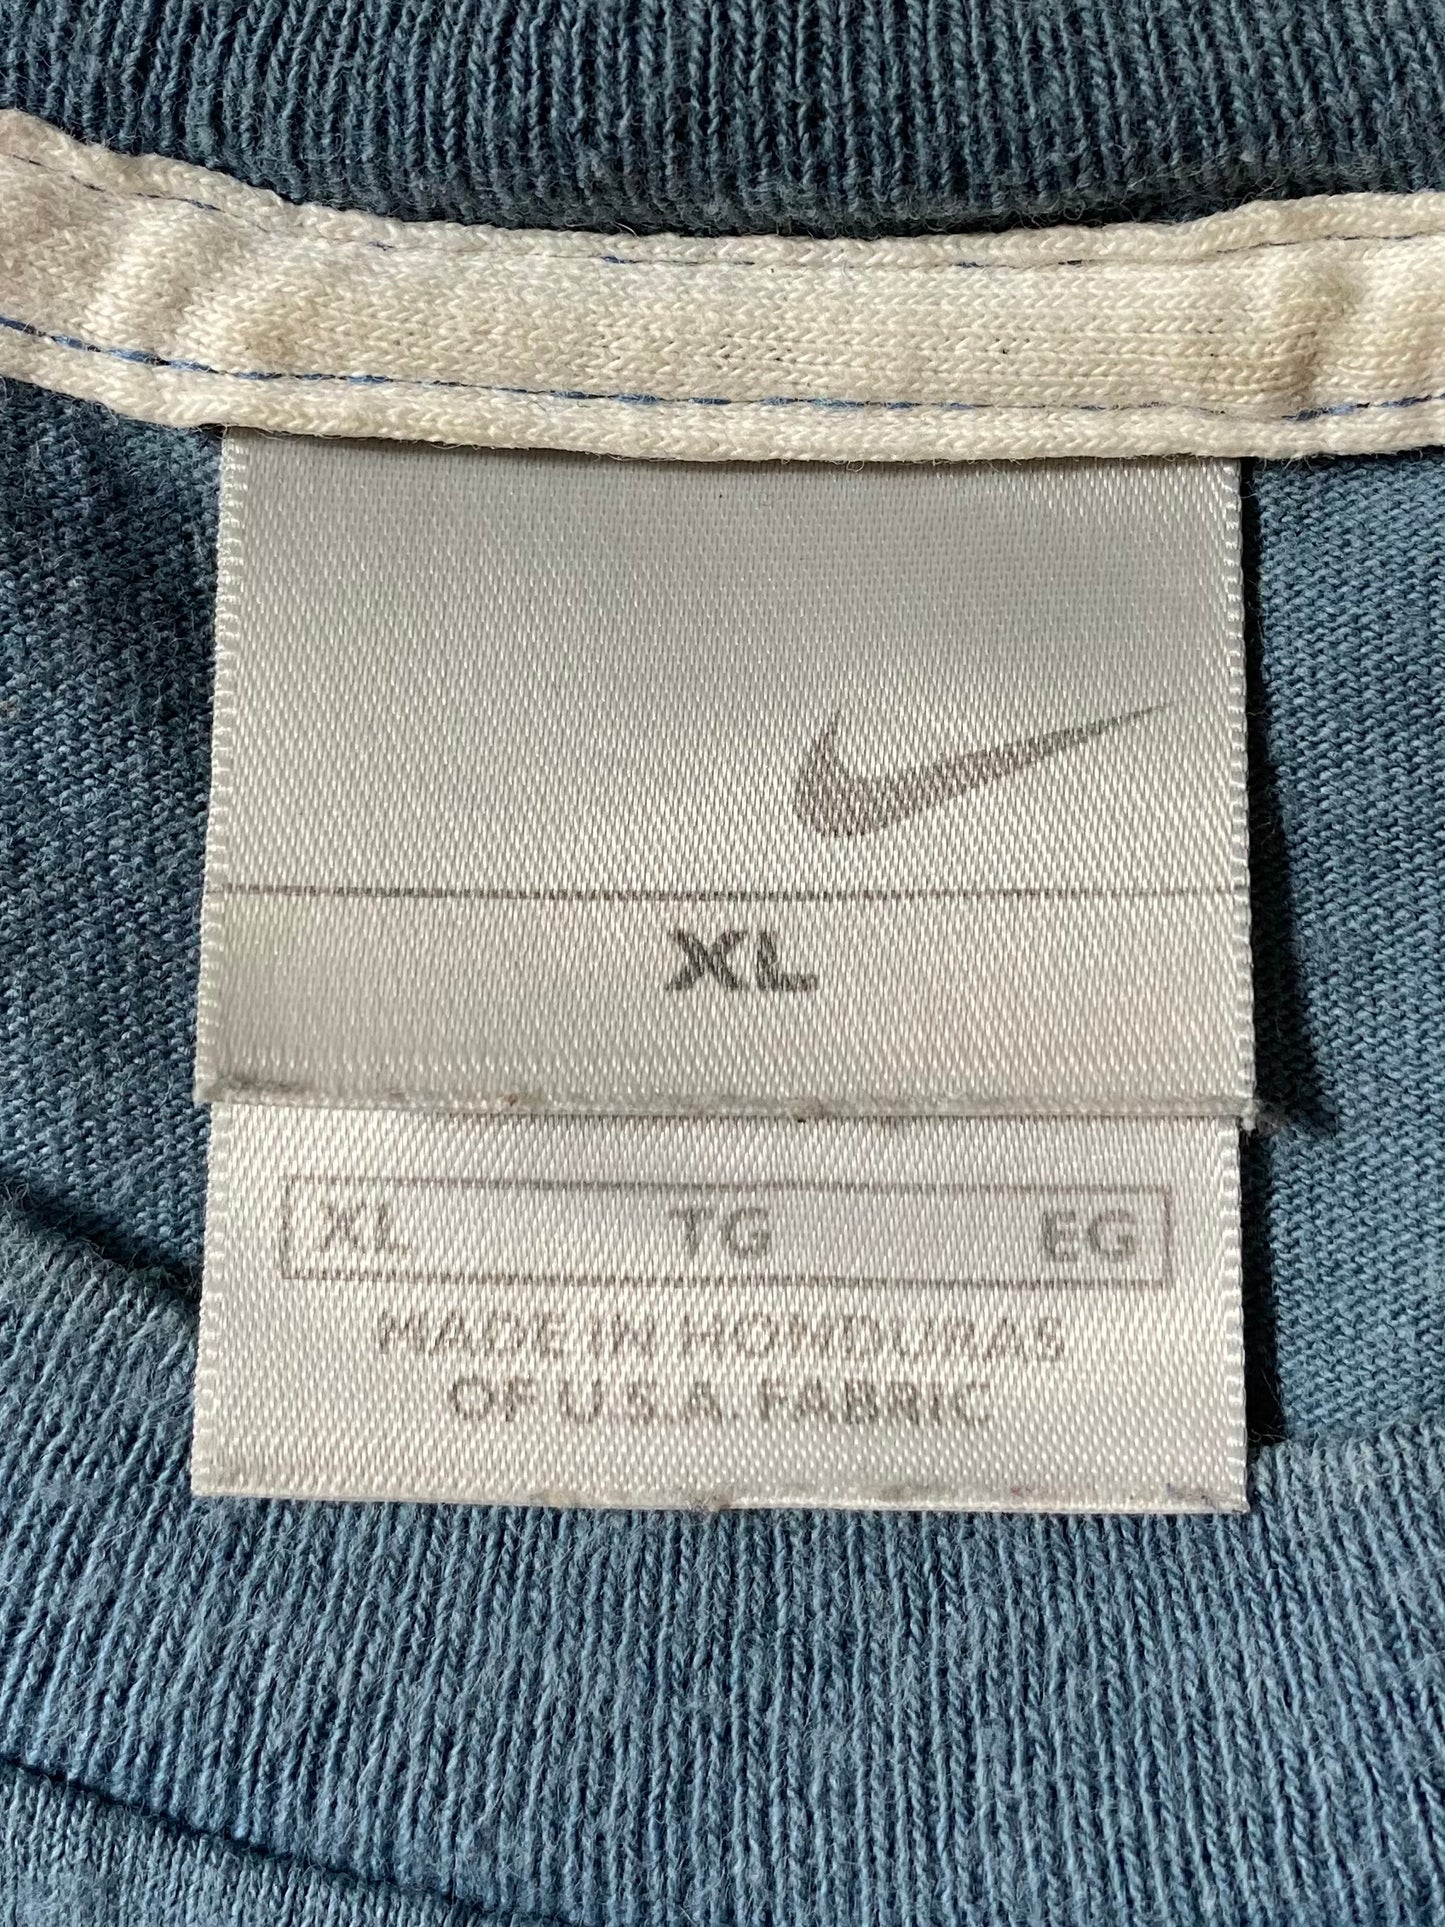 XL
XL TG EG
MADE IN HONDURAS
OF U.S.A. FABRIC